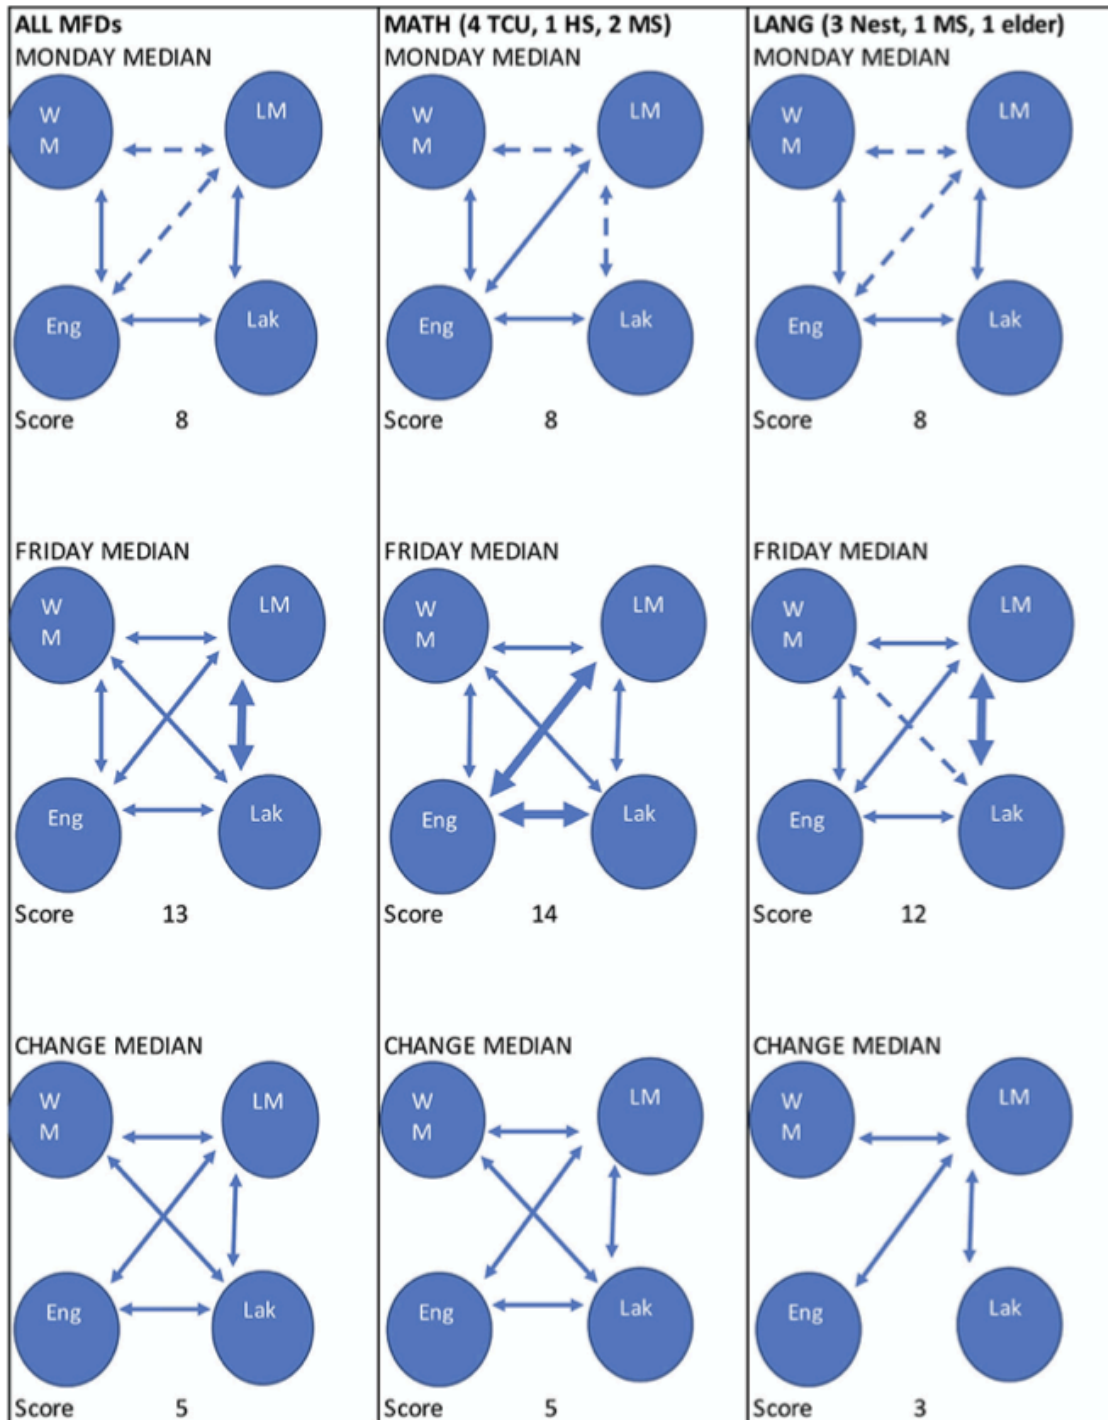 ALL MFDs
MONDAY MEDIAN
W
M
LM
Eng
Lak
Score 8
FRIDAY MEDIAN
W
M
LM
Eng
Lak
Score 13
CHANGE MEDIAN
W
M
LM
Eng
Lak
Score 5
MATH (4 TCU, 1 HS, 2 MS)
MONDAY MEDIAN
W
M
LM
Eng
Lak
Score 8
FRIDAY MEDIAN
W
M
LM
Eng
Lak
Score 14
CHANGE MEDIAN
W
M
LM
Eng
Lak
Score 5
LANG (3 Nest, 1 MS, 1 elder)
MONDAY MEDIAN
W
M
LM
Eng
Lak
Score 8
FRIDAY MEDIAN
W
M
LM
Eng
Lak
Score 12
CHANGE MEDIAN
W
M
LM
Eng
Lak
Score 3